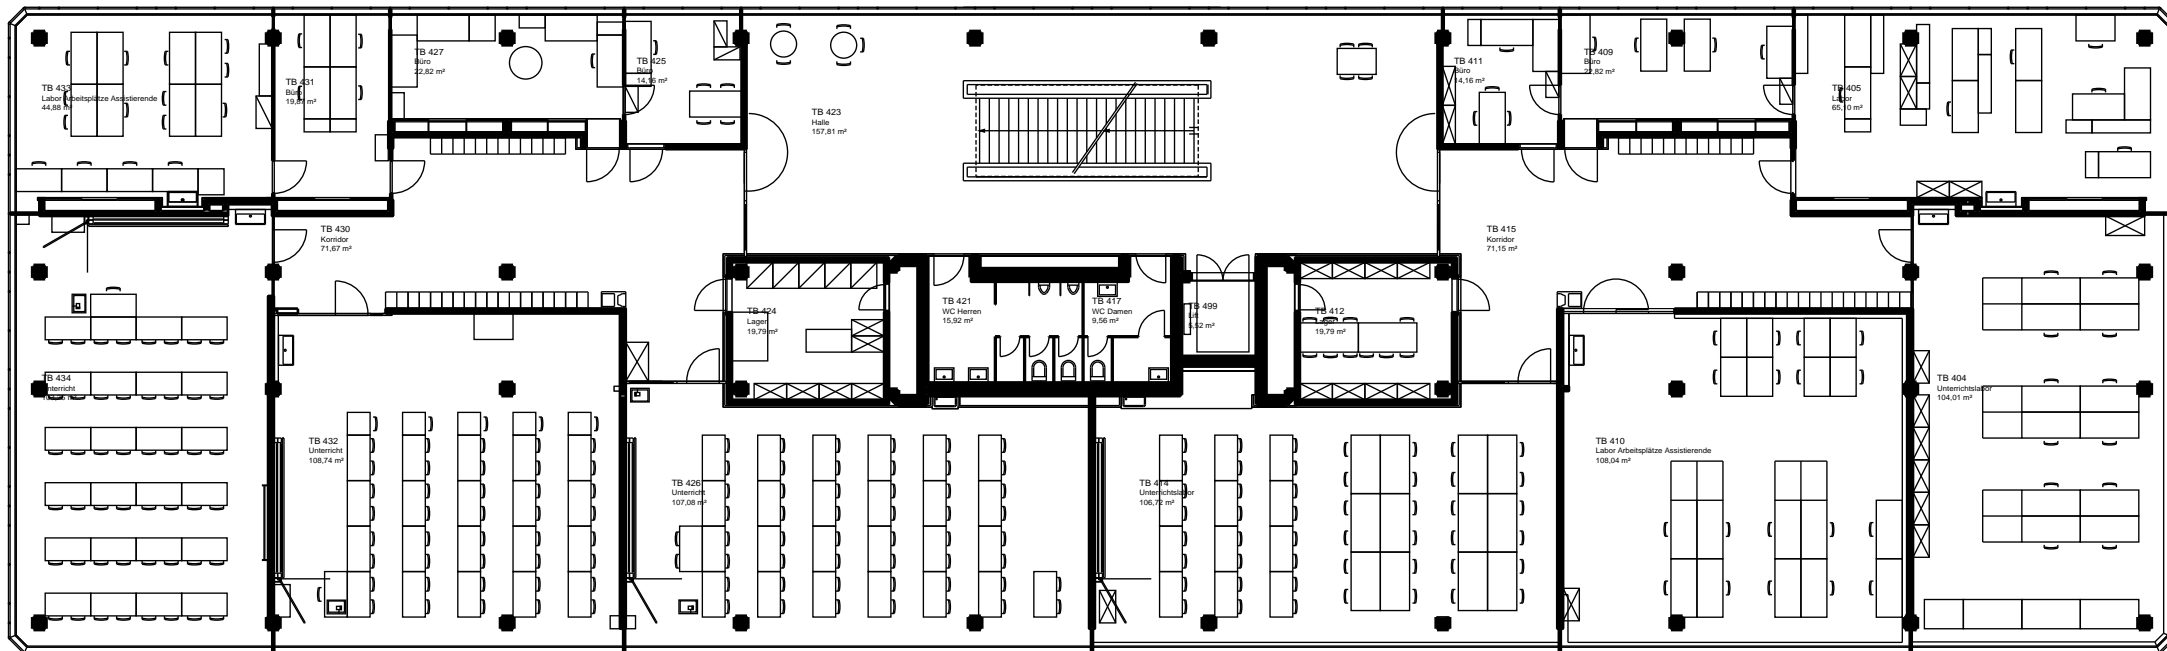 TB 433
Labor Arbeitsplätze Assistierende
44,88 m²
TB 431
Büro
19,87 m²
TB 427
Büro
22,82 m²
TB 425
Büro
14,16 m²
TB 423
Halle
157,81 m²
TB 411
Büro
14,16 m²
TB 409
Büro
22,82 m²
TB 405
Labor
65,10 m²
TB 430
Korridor
71,67 m²
TB 415
Korridor
71,15 m²
TB 424
Lager
19,79 m²
TB 421
WC Herren
15,92 m²
TB 417
WC Damen
9,56 m²
TB 499
Lift
5,52 m²
TB 412
Lager
19,79 m²
TB 434
Unterricht
TB 404
Unterrichtslabor
104,01 m²
TB 432
Unterricht
108,74 m²
TB 426
Unterricht
107,08 m²
TB 414
Unterrichtslabor
106,72 m²
TB 410
Labor Arbeitsplätze Assistierende
108,04 m²